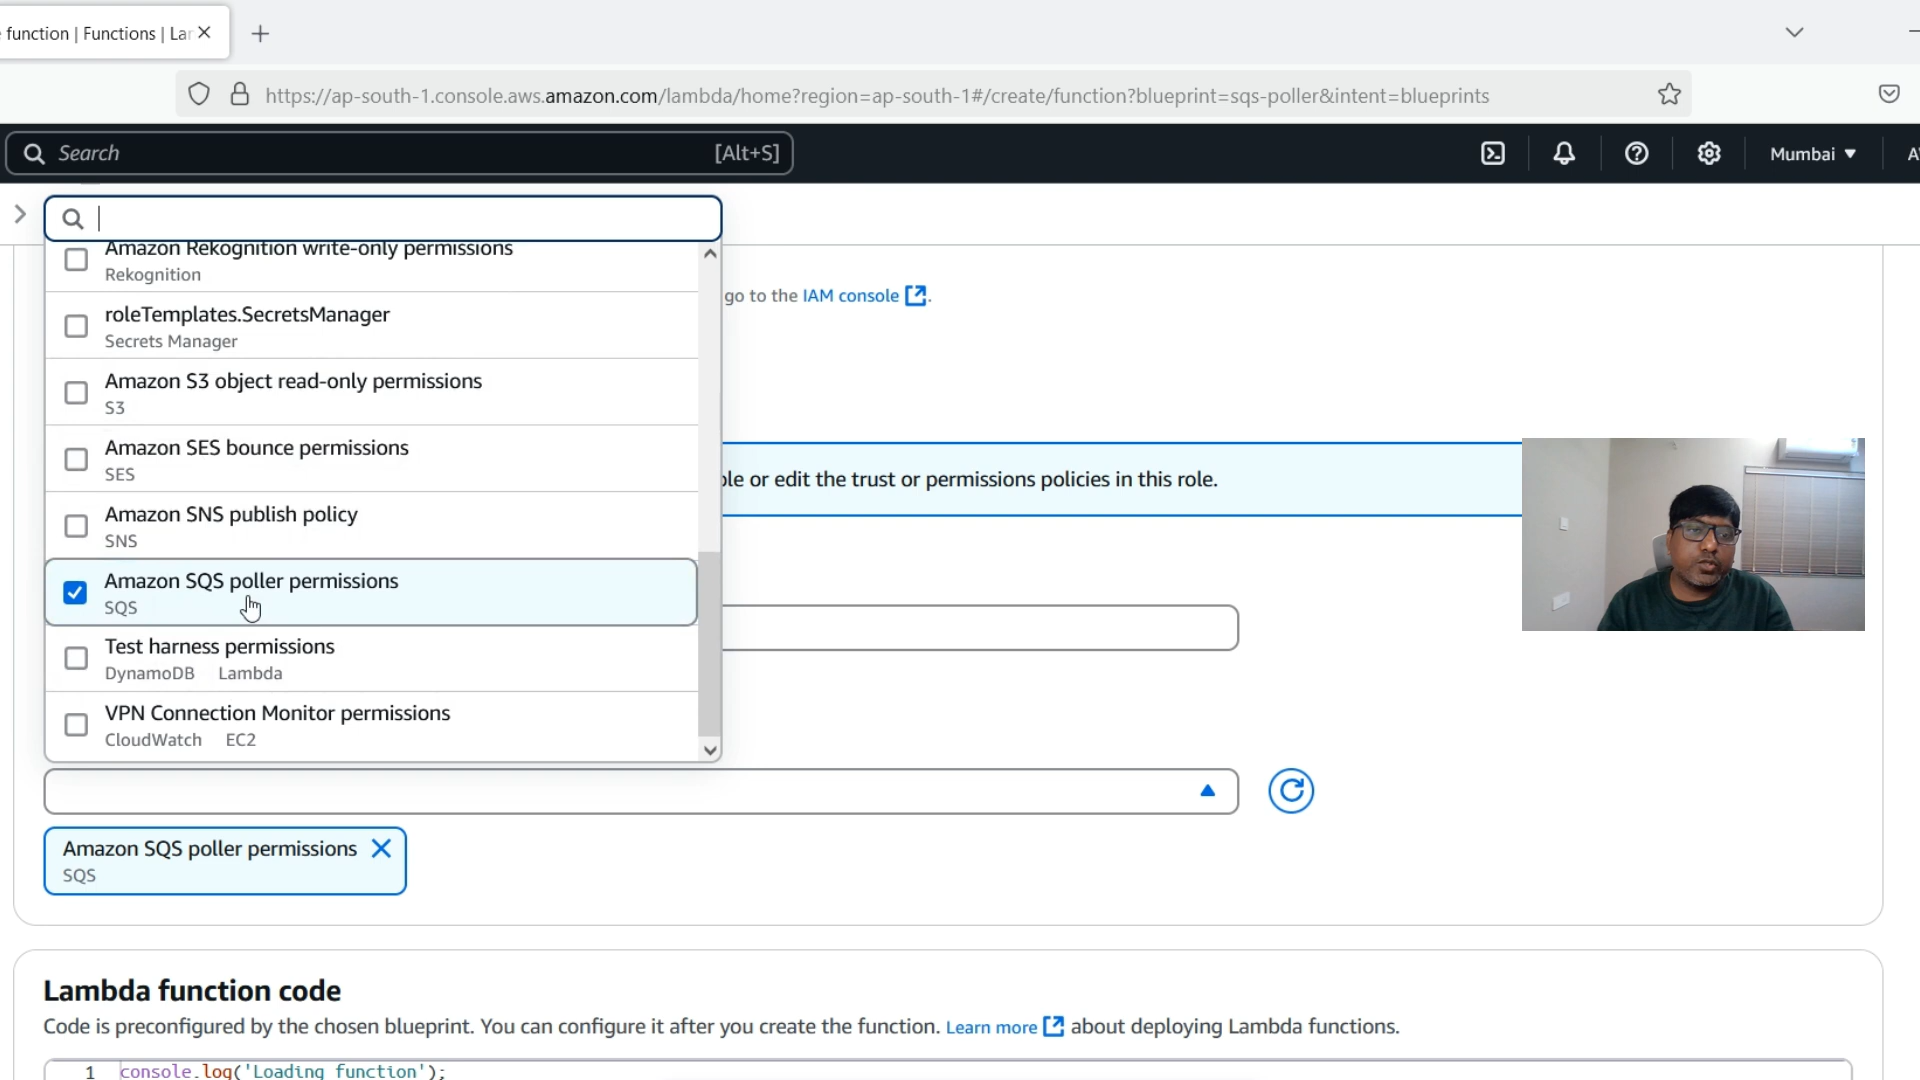 function | Functions | Lar
https://ap-south-1.console.aws.amazon.com/lambda/home?region=ap-south-1#/create/function?blueprint=sqs-poller&intent=blueprints
Search
[Alt+S]
Mumbai
Amazon Rekognition write-only permissions
Rekognition
go to the IAM console.
roleTemplates.SecretsManager
Secrets Manager
Amazon S3 object read-only permissions
S3
Amazon SES bounce permissions
SES
or edit the trust or permissions policies in this role.
Amazon SNS publish policy
SNS
Amazon SQS poller permissions
SQS
Test harness permissions
DynamoDB Lambda
VPN Connection Monitor permissions
CloudWatch EC2
Amazon SQS poller permissions
SQS
Lambda function code
Code is preconfigured by the chosen blueprint. You can configure it after you create the function. Learn more about deploying Lambda functions.
1 console.log('Loading function');